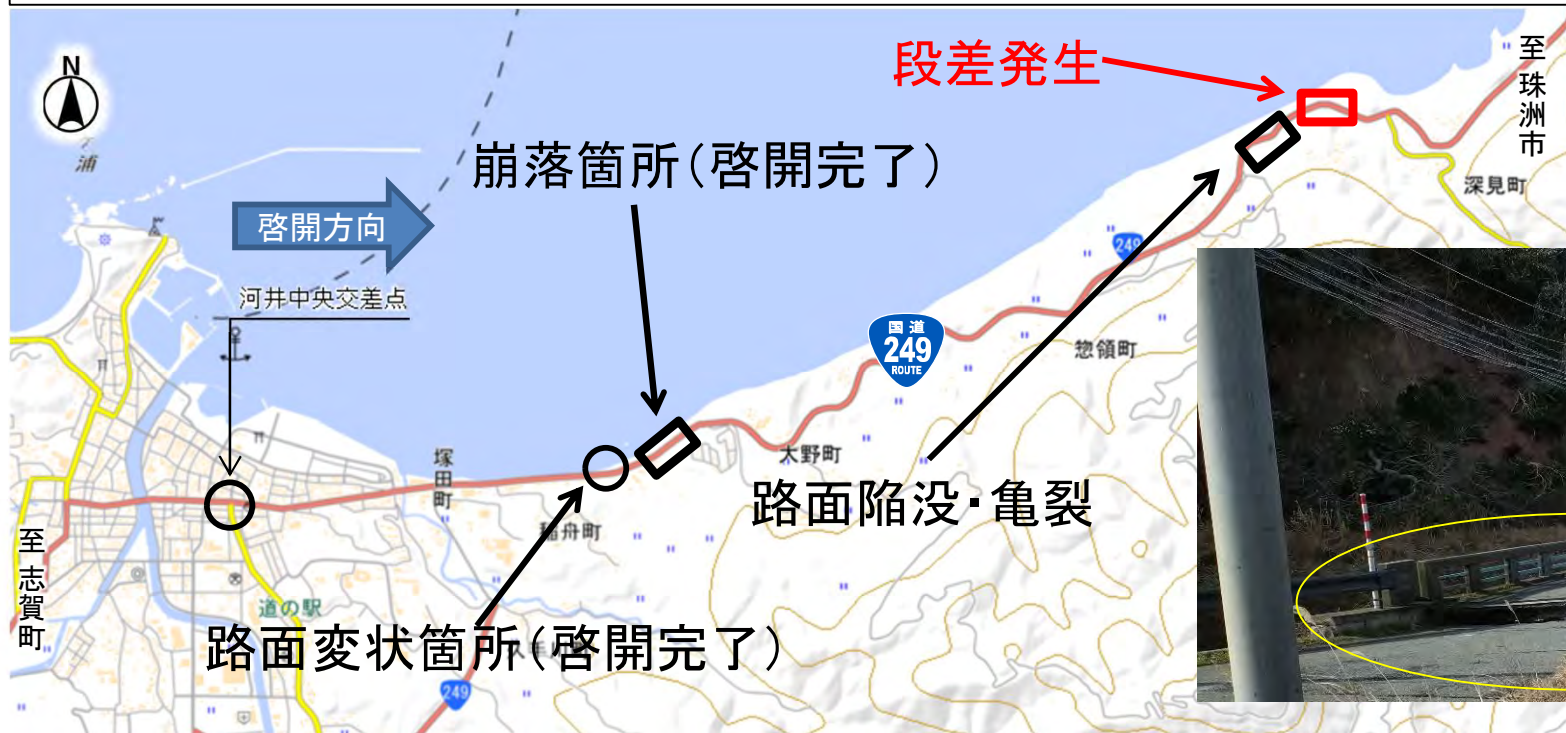 N
浦
段差発生
至珠洲市
崩落箇所(啓開完了)
啓開方向
深見町
河井中央交差点
249
国道
249
ROUTE
惣領町
塚田町
大野町
稲舟町
路面陥没・亀裂
至志賀町
道の駅
路面変状箇所(啓開完了)
249